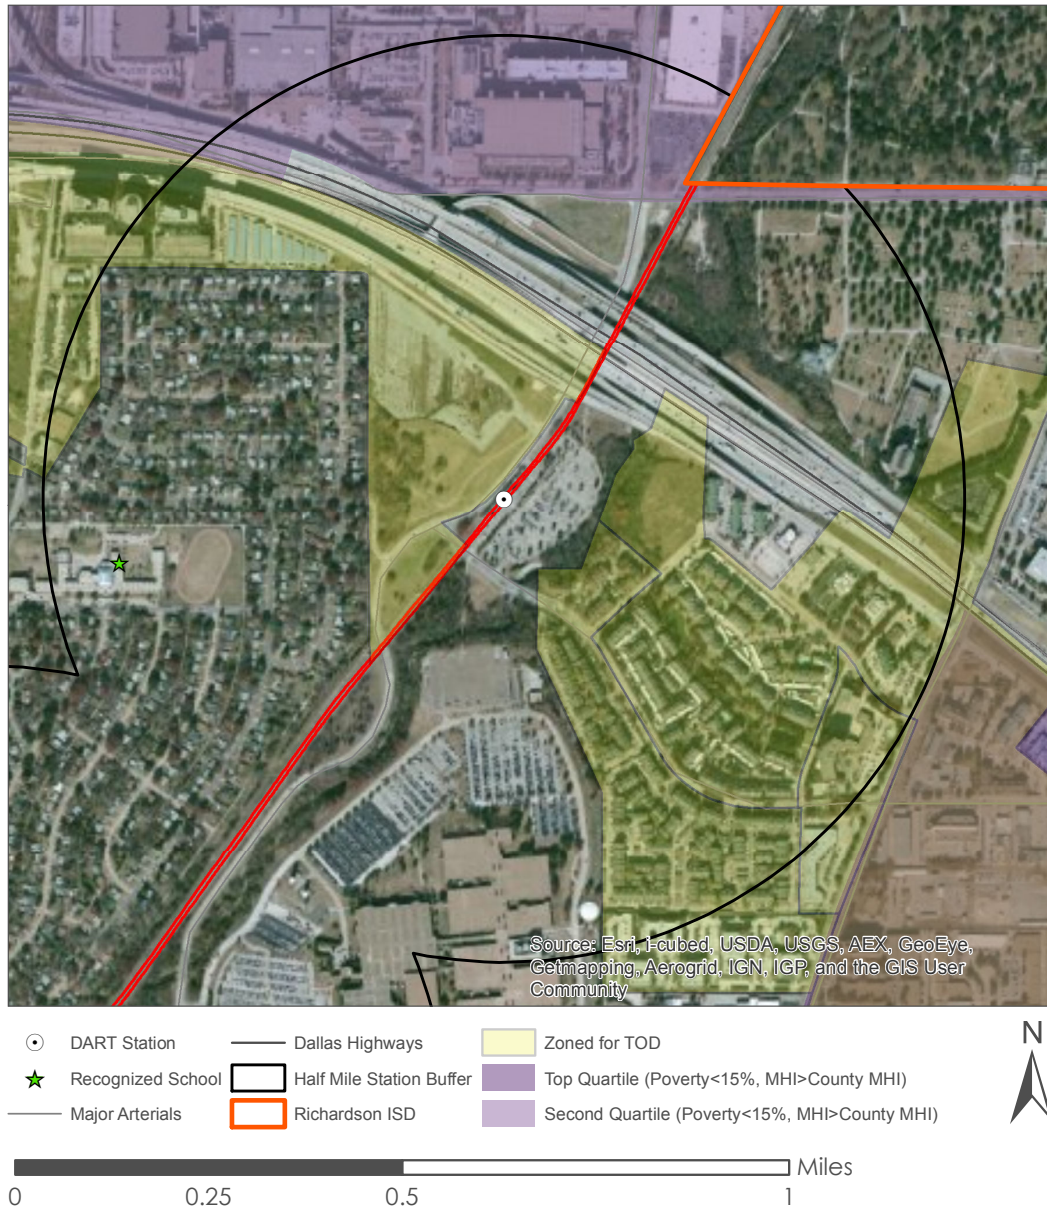 Source: Esri, i-cubed, USDA, USGS, AEX, GeoEye,
Getmapping, Aerogrid, IGN, IGP, and the GIS User
Community
DART Station
Dallas Highways
Zoned for TOD
Recognized School
Half Mile Station Buffer
Top Quartile (Poverty<15%, MHI>County MHI)
Major Arterials
Richardson ISD
Second Quartile (Poverty<15%, MHI>County MHI)
N
Miles
0 0.25 0.5 1